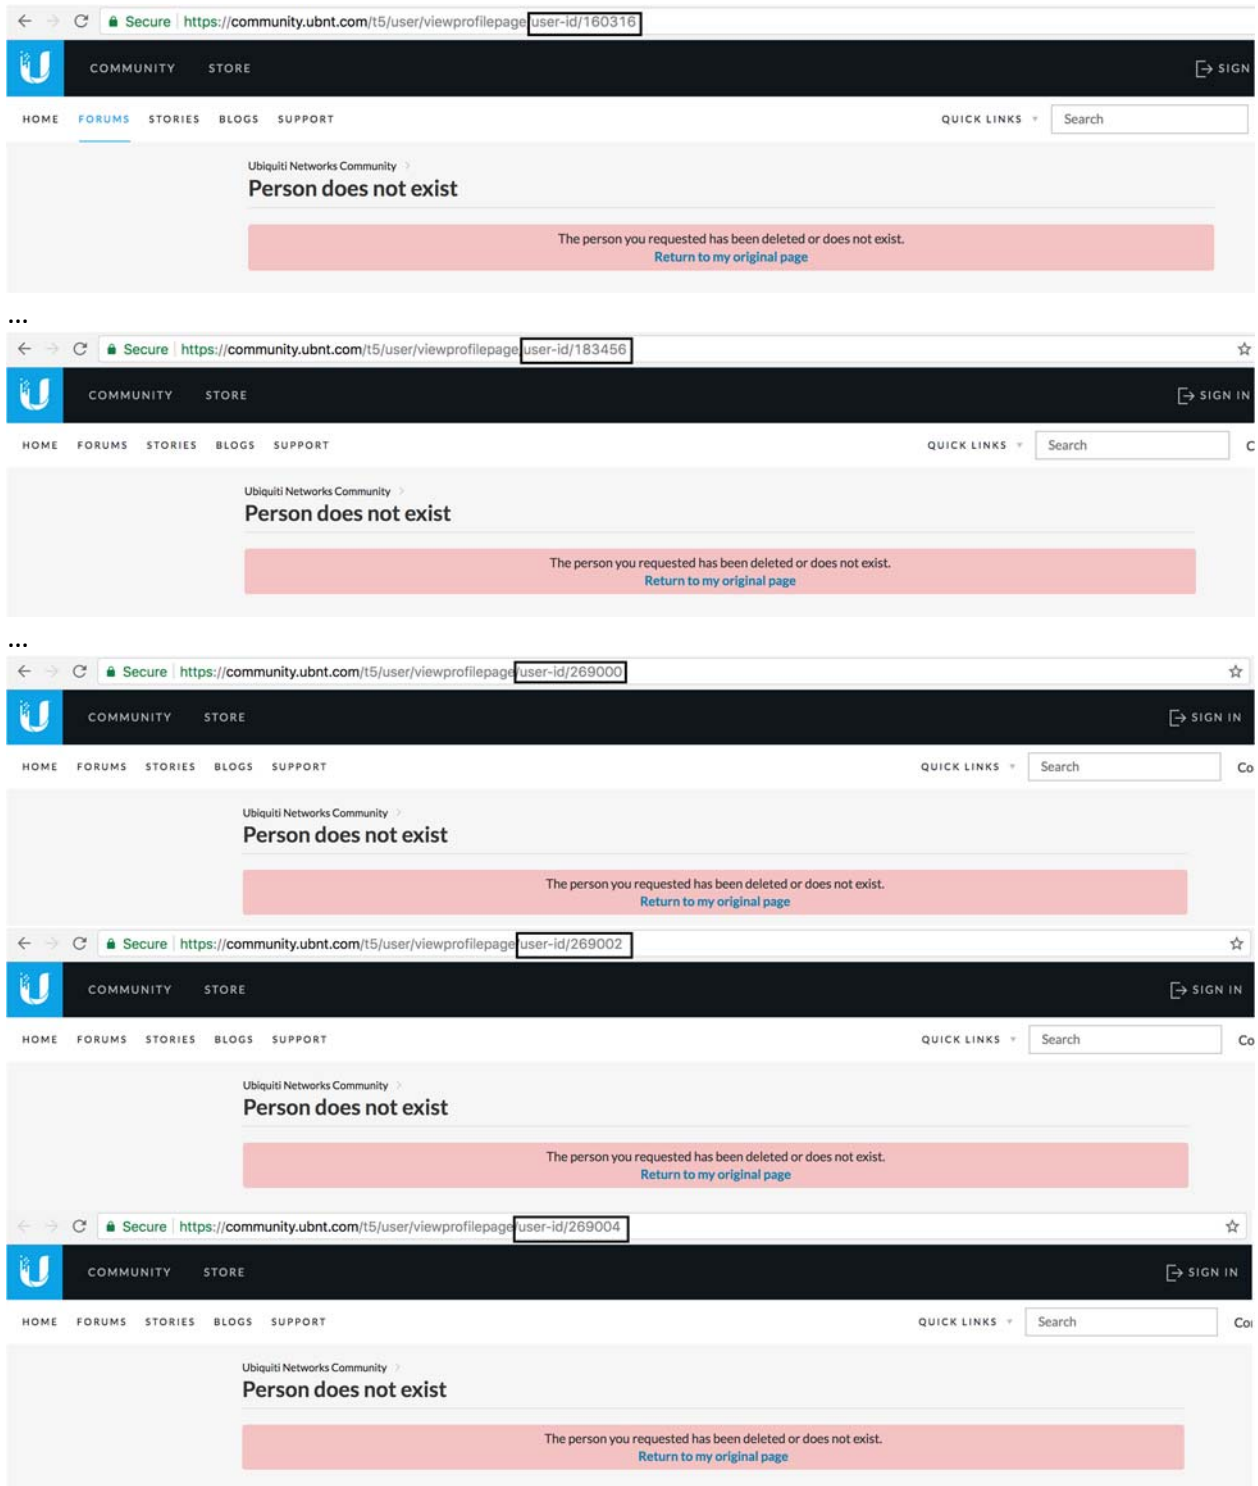 Secure https://community.ubnt.com/t5/user/viewprofilepage/user-id/160316
COMMUNITY STORE SIGN
HOME FORUMS STORIES BLOGS SUPPORT QUICK LINKS Search
Ubiquiti Networks Community
Person does not exist
The person you requested has been deleted or does not exist.
Return to my original page
...
Secure https://community.ubnt.com/t5/user/viewprofilepage/user-id/183456
COMMUNITY STORE SIGN IN
HOME FORUMS STORIES BLOGS SUPPORT QUICK LINKS Search C
Ubiquiti Networks Community
Person does not exist
The person you requested has been deleted or does not exist.
Return to my original page
...
Secure https://community.ubnt.com/t5/user/viewprofilepage/user-id/269000
COMMUNITY STORE SIGN IN
HOME FORUMS STORIES BLOGS SUPPORT QUICK LINKS Search Co
Ubiquiti Networks Community
Person does not exist
The person you requested has been deleted or does not exist.
Return to my original page
Secure https://community.ubnt.com/t5/user/viewprofilepage/user-id/269002
COMMUNITY STORE SIGN IN
HOME FORUMS STORIES BLOGS SUPPORT QUICK LINKS Search Co
Ubiquiti Networks Community
Person does not exist
The person you requested has been deleted or does not exist.
Return to my original page
Secure https://community.ubnt.com/t5/user/viewprofilepage/user-id/269004
COMMUNITY STORE SIGN IN
HOME FORUMS STORIES BLOGS SUPPORT QUICK LINKS Search Co
Ubiquiti Networks Community
Person does not exist
The person you requested has been deleted or does not exist.
Return to my original page